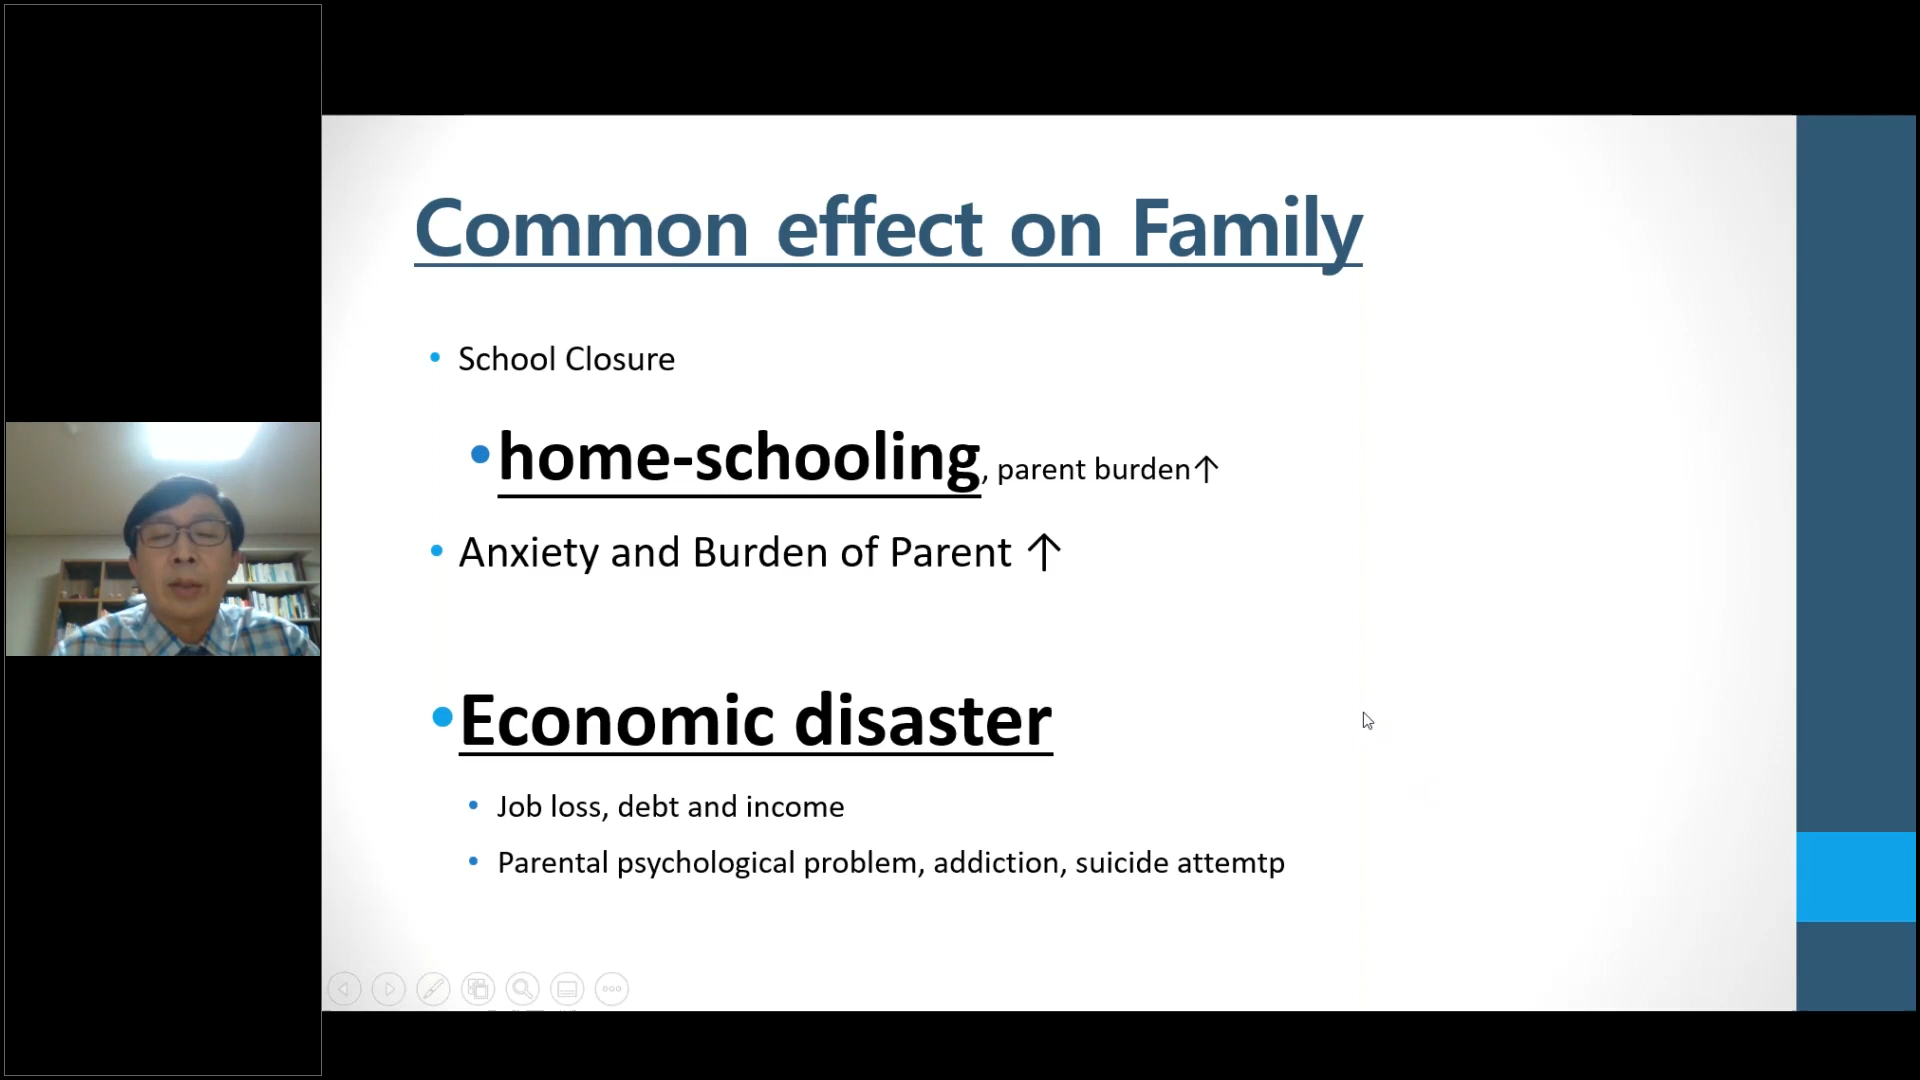 Common effect on Family
• School Closure
• home-schooling, parent burden↑
• Anxiety and Burden of Parent ↑
• Economic disaster
• Job loss, debt and income
• Parental psychological problem, addiction, suicide attemtp